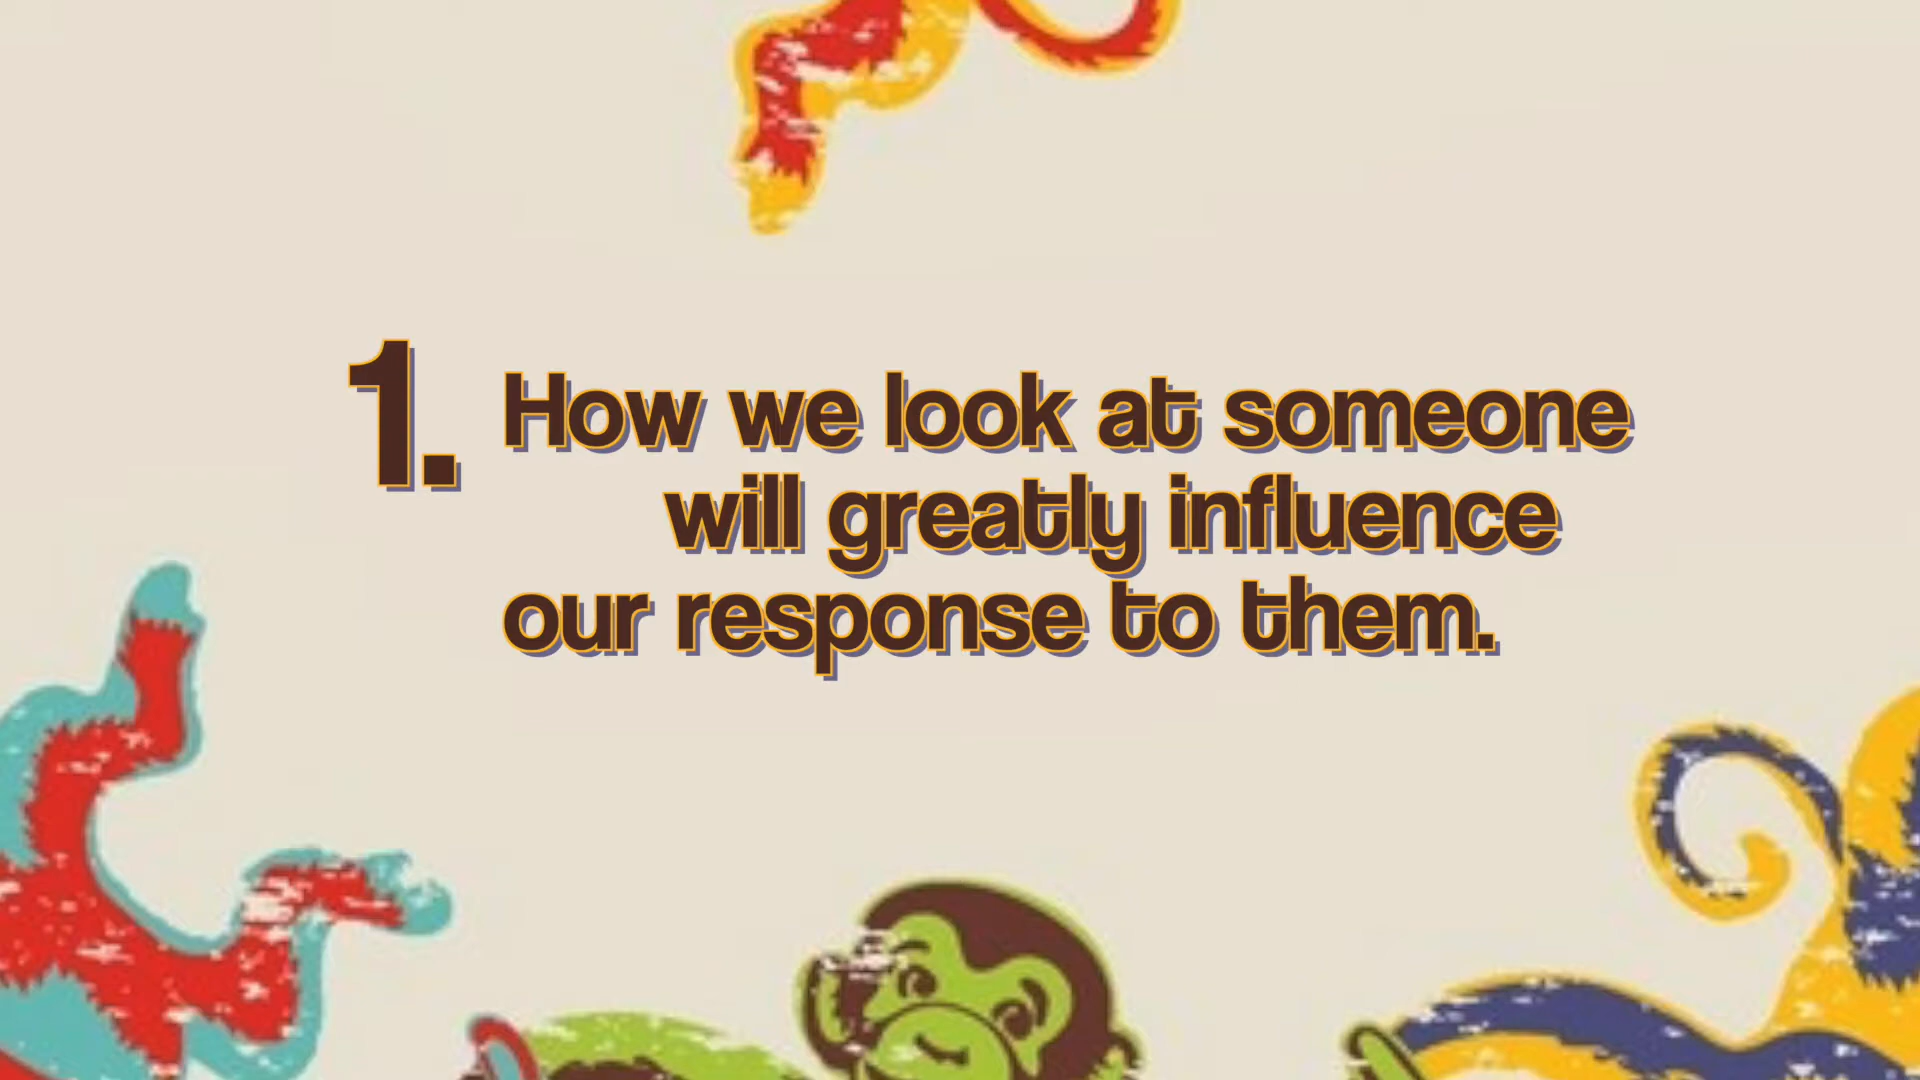 1. How we look at someone
will greatly influence
our response to them.